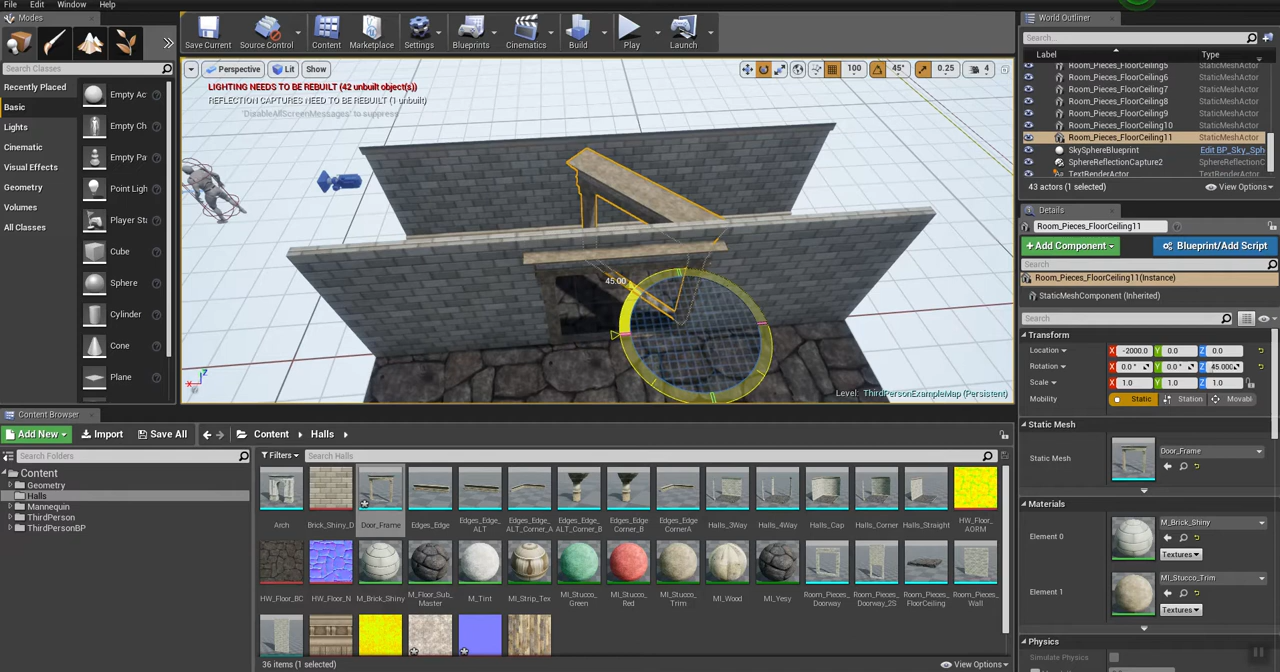 File Edit Window Help
Modes
Search Classes
Recently Played
Basic
Lights
Cinematic
Visual Effects
Geometry
Volumes
All Classes
Empty Ac
Empty Ch
Empty Pa
Point Light
Player Sta
Cube
Sphere
Cylinder
Cone
Plane
Save Current Source Control Content Marketplace Settings Blueprints Cinematics Build Play Launch
Perspective Lit Show
100 45° 0.25 4
LIGHTING NEEDS TO BE REBUILT (42 unbuilt object(s))
REFLECTION CAPTURES NEED TO BE REBUILT (1 unbuilt)
'DisableAllScreenMessages' to suppress
45.00
Level: ThirdPersonExampleMap (Persistent)
World Outliner
Search...
Label Type
Room_Pieces_FloorCeiling5 StaticMeshActor
Room_Pieces_FloorCeiling6 StaticMeshActor
Room_Pieces_FloorCeiling7 StaticMeshActor
Room_Pieces_FloorCeiling8 StaticMeshActor
Room_Pieces_FloorCeiling9 StaticMeshActor
Room_Pieces_FloorCeiling10 StaticMeshActor
Room_Pieces_FloorCeiling11 StaticMeshActor
SkySphereBlueprint Edit BP_Sky_Sph
SphereReflectionCapture2 SphereReflectionC
TextRenderActor TextRenderActor
43 actors (1 selected) View Options
Details
Room_Pieces_FloorCeiling11
Add Component Blueprint/Add Script
Search
Room_Pieces_FloorCeiling11(Instance)
StaticMeshComponent (Inherited)
Search
Transform
Location X -2000.0 Y 0.0 Z 0.0
Rotation X 0.0 ° Y 0.0 ° Z 45.000
Scale X 1.0 Y 1.0 Z 1.0
Mobility Static Station Movabl
Static Mesh
Static Mesh Door_Frame
Materials
Element 0 M_Brick_Shiny
Textures
Element 1 MI_Stucco_Trim
Textures
Physics
Simulate Physics
Content Browser
Add New Import Save All Content Halls
Search Folders Filters Search Halls
Content
Geometry
Halls
Mannequin
ThirdPerson
ThirdPersonBP
Arch Brick_Shiny_D Door_Frame Edges_Edge Edges_Edge_ALT Edges_Edge_ALT_Corner_A Edges_Edge_ALT_Corner_B Edges_Edge_Corner_B Edges_Edge_CornerA Halls_3Way Halls_4Way Halls_Cap Halls_Corner Halls_Straight HW_Floor_AORM
HW_Floor_BC HW_Floor_N M_Brick_Shiny M_Floor_Sub_Master M_Tint MI_Strip_Tex MI_Stucco_Green MI_Stucco_Red MI_Stucco_Trim MI_Wood MI_Yesy Room_Pieces_Doorway Room_Pieces_Doorway_2S Room_Pieces_FloorCeiling Room_Pieces_Wall
36 items (1 selected) View Options